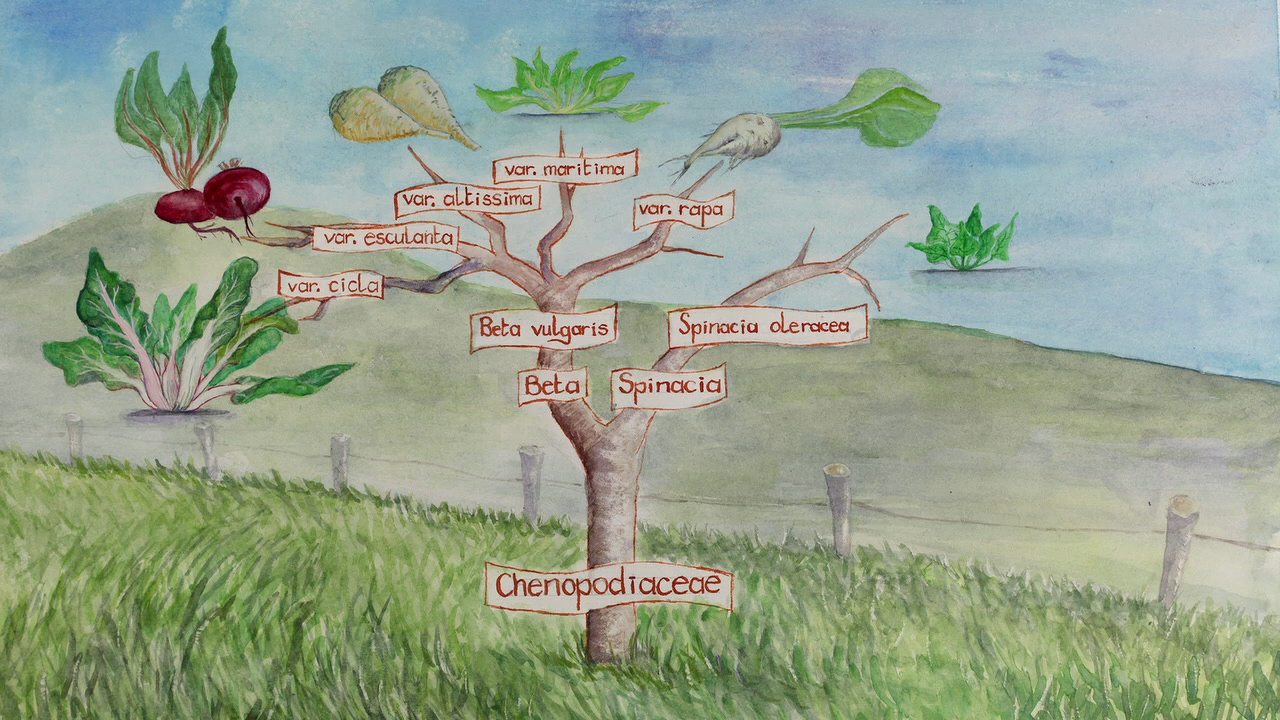 var. maritima
var. altissima
var. rapa
var. esculanta
var. cicla
Beta vulgaris
Spinacia oleracea
Beta
Spinacia
Chenopodiaceae